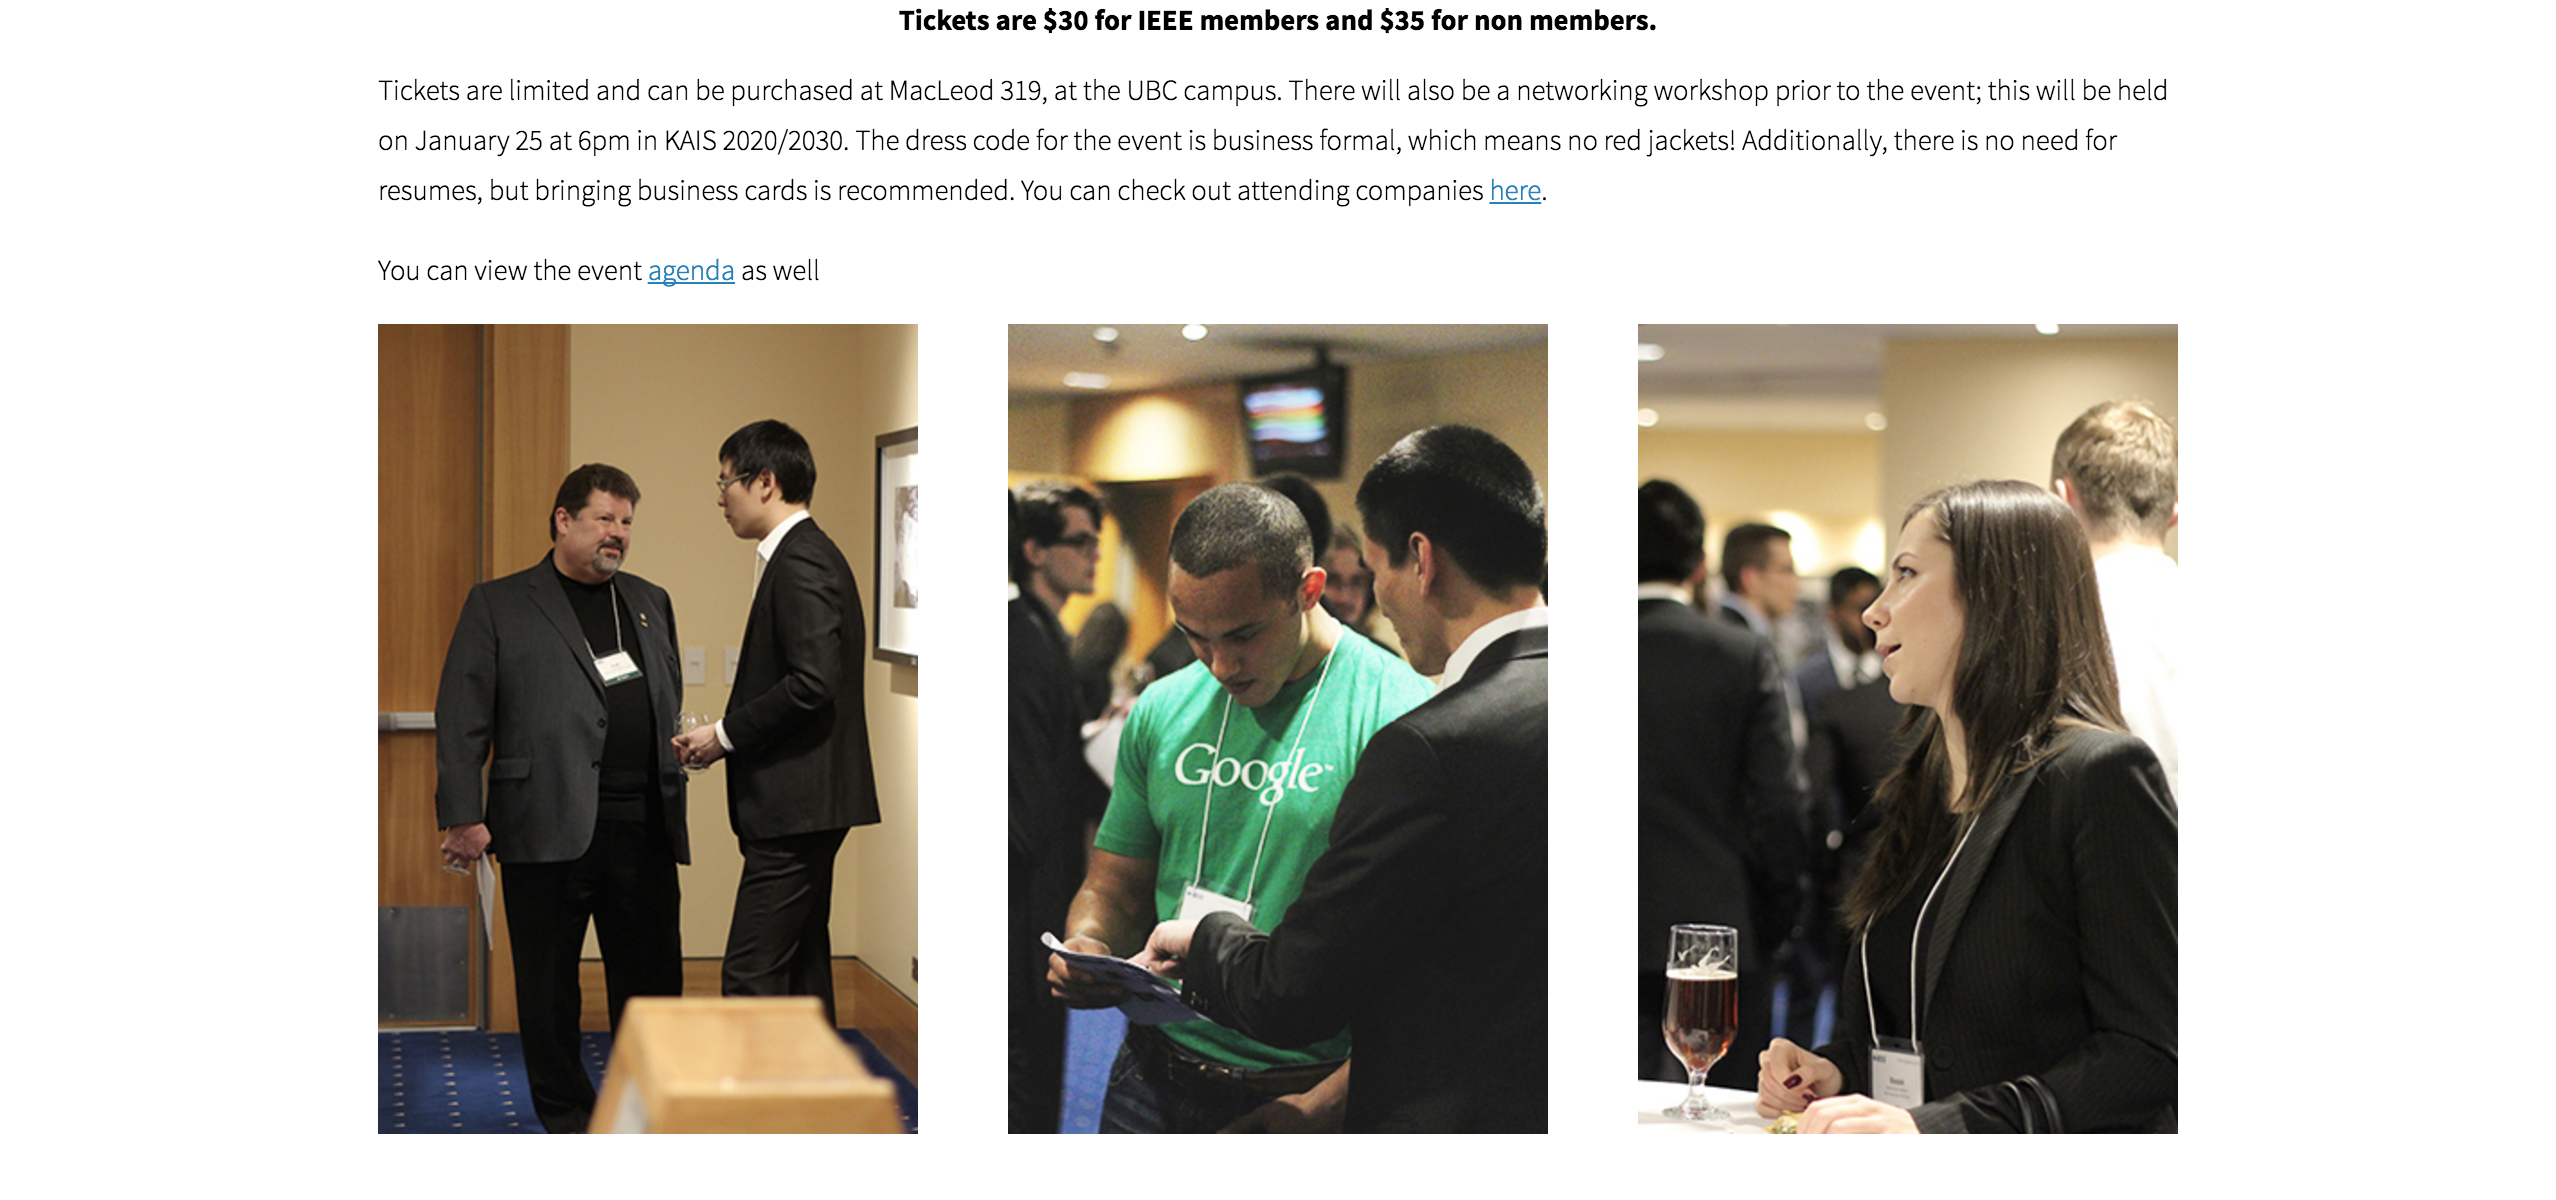 Tickets are $30 for IEEE members and $35 for non members.
Tickets are limited and can be purchased at MacLeod 319, at the UBC campus. There will also be a networking workshop prior to the event; this will be held
on January 25 at 6pm in KAIS 2020/2030. The dress code for the event is business formal, which means no red jackets! Additionally, there is no need for
resumes, but bringing business cards is recommended. You can check out attending companies here.
You can view the event agenda as well
Google